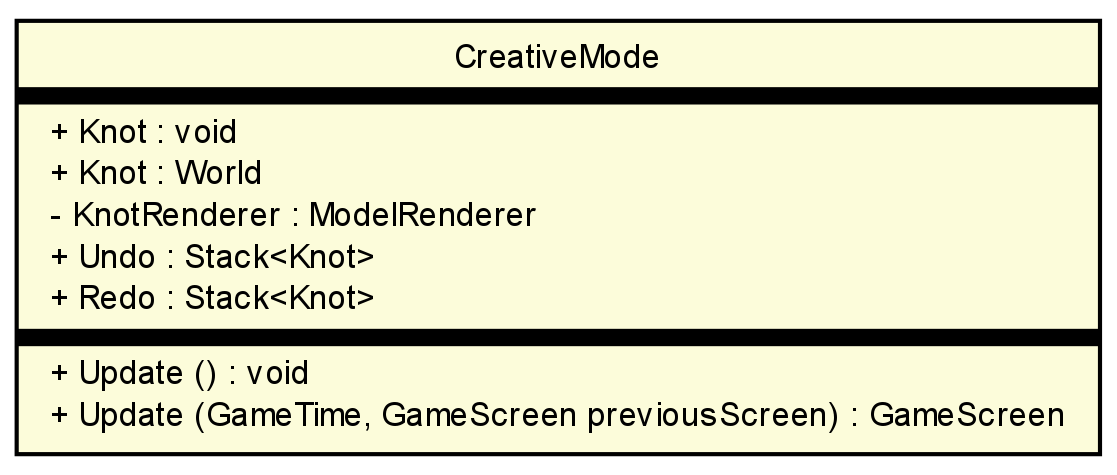 CreativeMode
+ Knot : void
+ Knot : World
- KnotRenderer : ModelRenderer
+ Undo : Stack<Knot>
+ Redo : Stack<Knot>
+ Update () : void
+ Update (GameTime, GameScreen previousScreen) : GameScreen